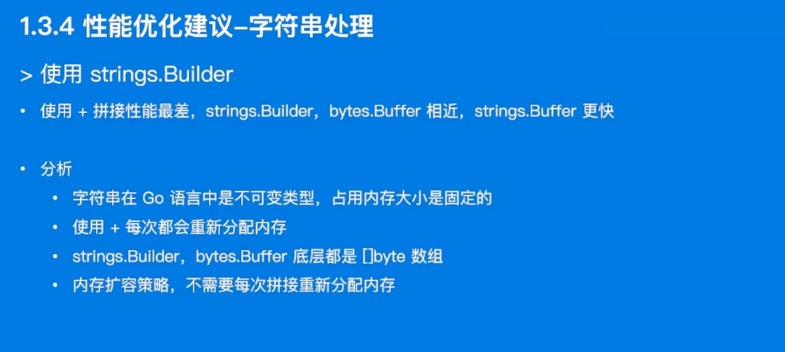 1.3.4 性能优化建议-字符串处理
> 使用 strings.Builder
• 使用 + 拼接性能最差，strings.Builder，bytes.Buffer 相近，strings.Buffer 更快
• 分析
• 字符串在 Go 语言中是不可变类型，占用内存大小是固定的
• 使用 + 每次都会重新分配内存
• strings.Builder，bytes.Buffer 底层都是 []byte 数组
• 内存扩容策略，不需要每次拼接重新分配内存